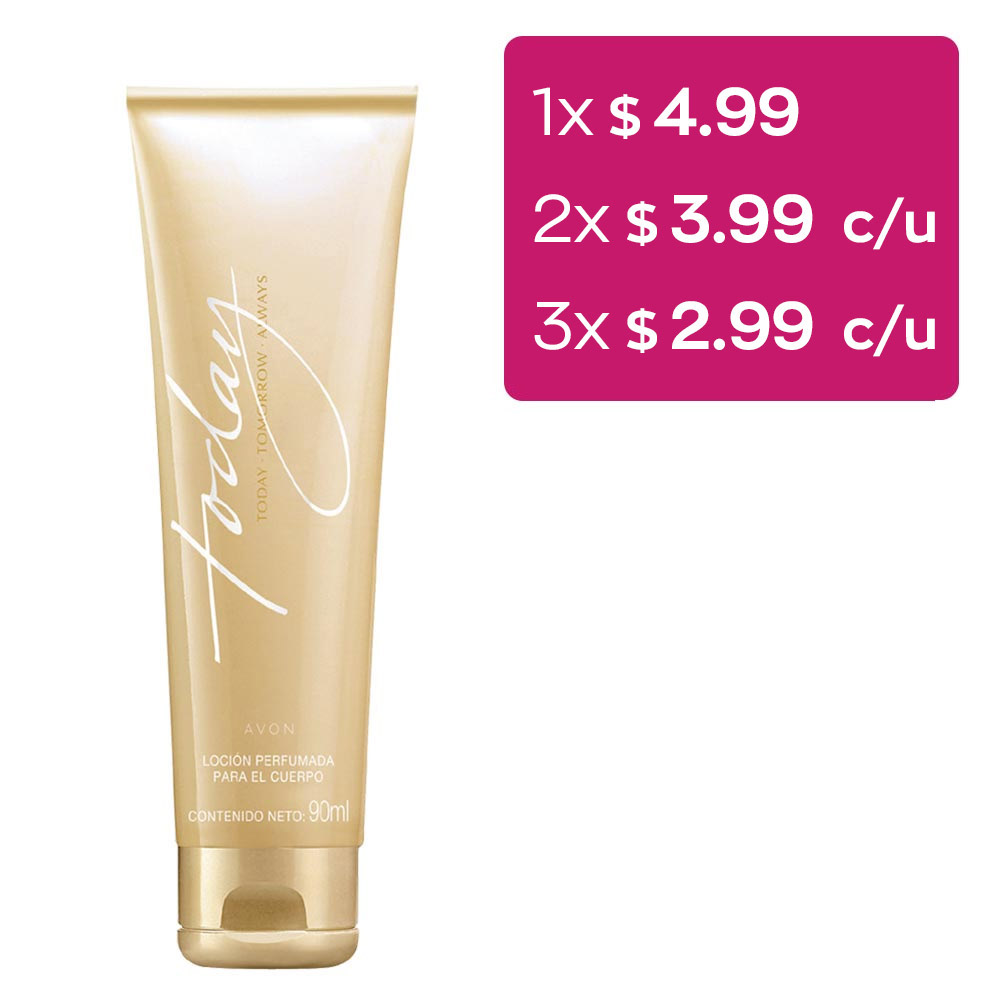 today
TODAY · TOMORROW · ALWAYS
AVON
LOCIÓN PERFUMADA
PARA EL CUERPO
CONTENIDO NETO: 90ml
1x $ 4.99
2x $ 3.99 c/u
3x $ 2.99 c/u